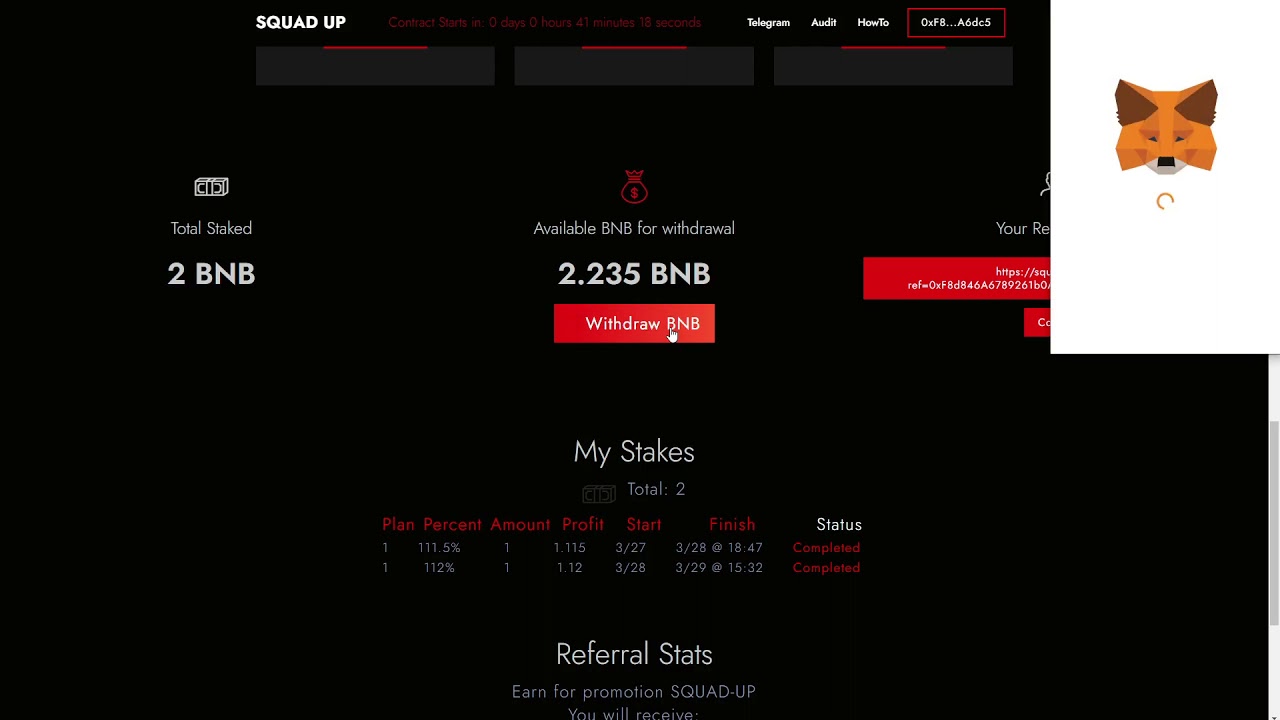 SQUAD UP
Contract Starts in: 0 days 0 hours 41 minutes 18 seconds
Telegram
Audit
HowTo
0xF8...A6dc5
Total Staked
2 BNB
Available BNB for withdrawal
2.235 BNB
Withdraw BNB
Your Re
https://squ
ref=0xF8d846A6789261b0/
Co
My Stakes
Total: 2
Plan Percent Amount Profit Start Finish Status
1 111.5% 1 1.115 3/27 3/28 @ 18:47 Completed
1 112% 1 1.12 3/28 3/29 @ 15:32 Completed
Referral Stats
Earn for promotion SQUAD-UP
You will receive: